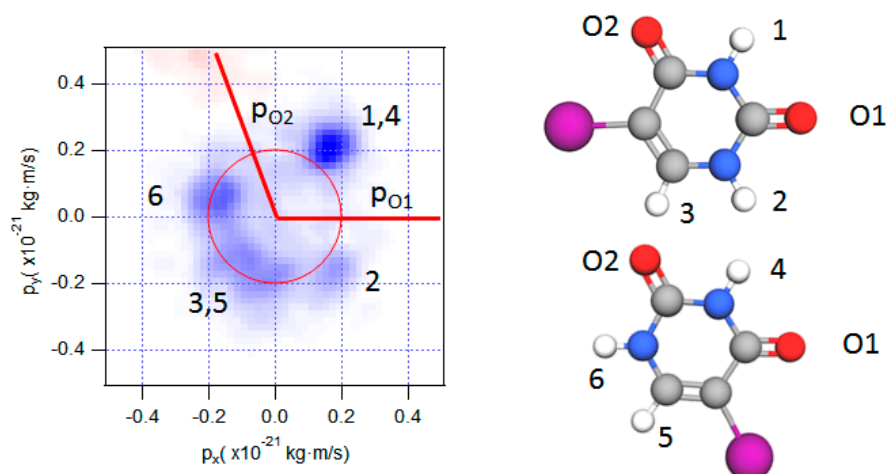 0.4
0.2
0.0
-0.2
-0.4
p_y( x10^-21 kg·m/s)
p_O2
1,4
6
p_O1
3,5
2
-0.4 -0.2 0.0 0.2 0.4
p_x( x10^-21 kg·m/s)
O2
1
O1
3
2
O2
4
O1
6
5